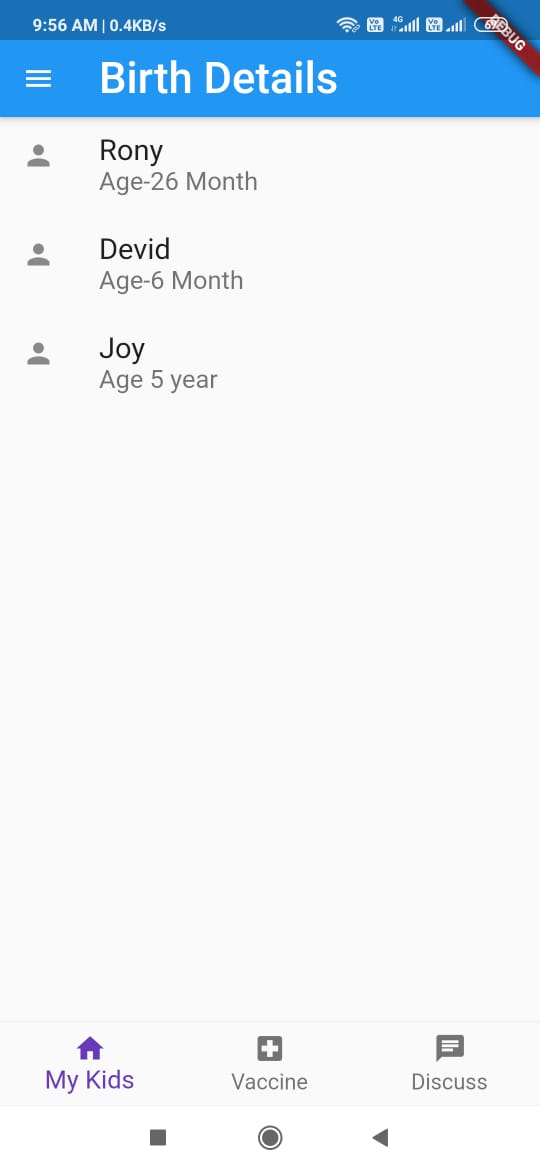 9:56 AM | 0.4KB/s
Vo
LTE
4G
Vo
LTE
DEBUG
Birth Details
Rony
Age-26 Month
Devid
Age-6 Month
Joy
Age 5 year
My Kids
Vaccine
Discuss